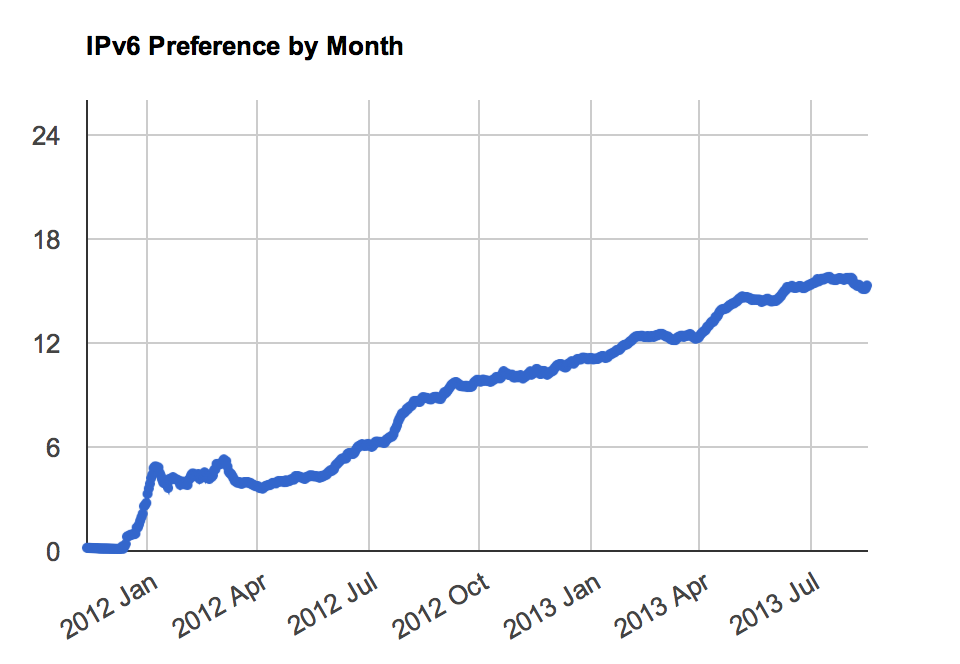 IPv6 Preference by Month
24
18
12
6
0
2012 Jan
2012 Apr
2012 Jul
2012 Oct
2013 Jan
2013 Apr
2013 Jul